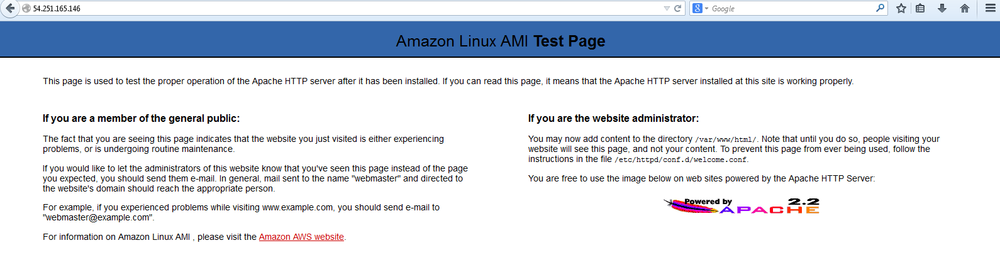 54.251.165.146
Google
Amazon Linux AMI Test Page
This page is used to test the proper operation of the Apache HTTP server after it has been installed. If you can read this page, it means that the Apache HTTP server installed at this site is working properly.
If you are a member of the general public:
The fact that you are seeing this page indicates that the website you just visited is either experiencing
problems, or is undergoing routine maintenance.
If you would like to let the administrators of this website know that you've seen this page instead of the page
you expected, you should send them e-mail. In general, mail sent to the name "webmaster" and directed to
the website's domain should reach the appropriate person.
For example, if you experienced problems while visiting www.example.com, you should send e-mail to
"webmaster@example.com".
For information on Amazon Linux AMI , please visit the Amazon AWS website.
If you are the website administrator:
You may now add content to the directory /var/www/html/. Note that until you do so, people visiting your
website will see this page, and not your content. To prevent this page from ever being used, follow the
instructions in the file /etc/httpd/conf.d/welcome.conf.
You are free to use the image below on web sites powered by the Apache HTTP Server:
Powered by 2.2
APACHE